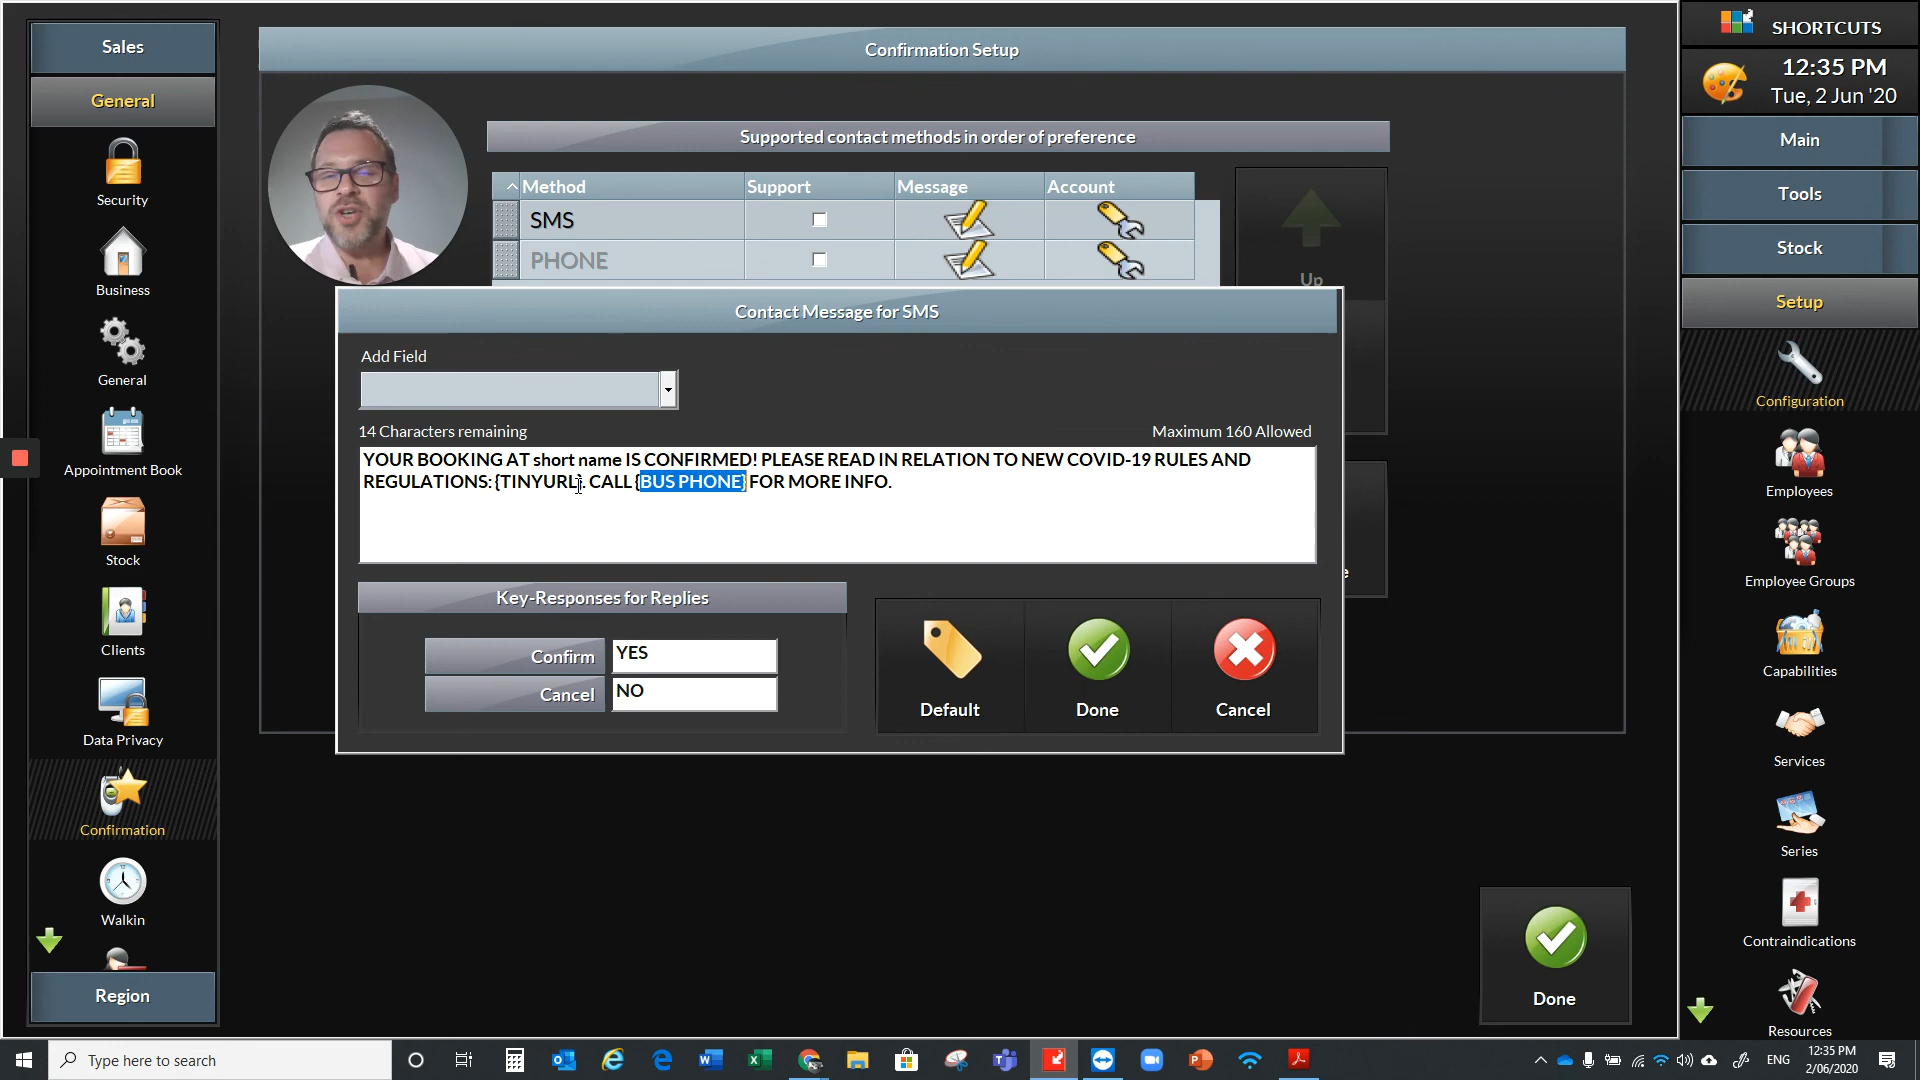 Sales
General
Security
Business
General
Appointment Book
Stock
Clients
Data Privacy
Confirmation
Walkin
Region
Confirmation Setup
Supported contact methods in order of preference
Method Support Message Account
SMS
PHONE
Up
Contact Message for SMS
Add Field
14 Characters remaining Maximum 160 Allowed
YOUR BOOKING AT short name IS CONFIRMED! PLEASE READ IN RELATION TO NEW COVID-19 RULES AND
REGULATIONS: {TINYURL}. CALL {BUS PHONE} FOR MORE INFO.
Key-Responses for Replies
Confirm YES
Cancel NO
Default
Done
Cancel
Done
SHORTCUTS
12:35 PM
Tue, 2 Jun '20
Main
Tools
Stock
Setup
Configuration
Employees
Employee Groups
Capabilities
Services
Series
Contraindications
Resources
Type here to search
ENG
12:35 PM
2/06/2020